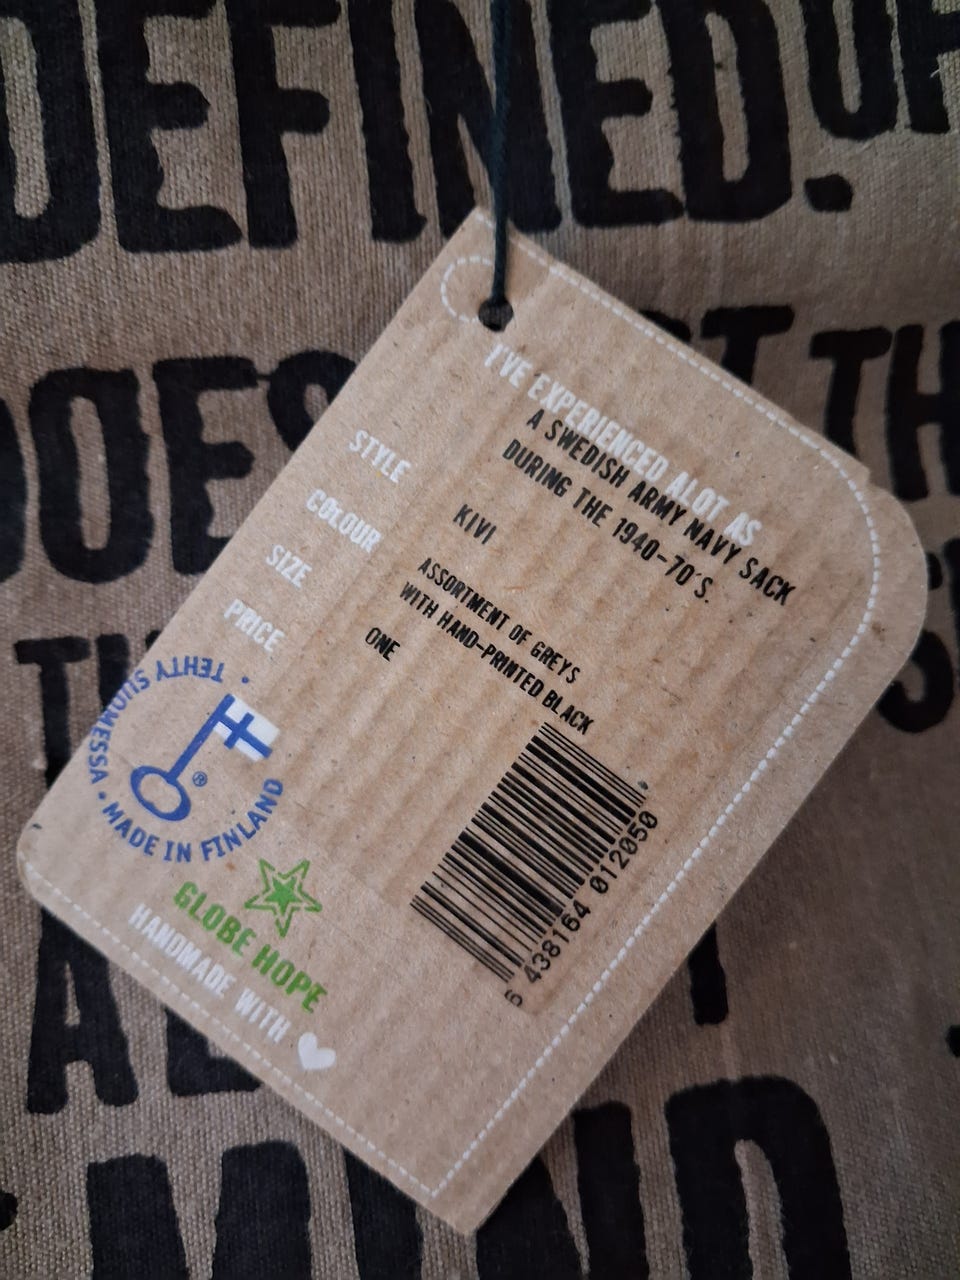 DEFINED.
DOES
I'VE EXPERIENCED ALOT AS
A SWEDISH ARMY NAVY SACK
DURING THE 1940-70'S.
STYLE KIVI
COLOUR ASSORTMENT OF GREYS
WITH HAND-PRINTED BLACK
SIZE ONE
PRICE
TEHTY SUOMESSA • MADE IN FINLAND •
®
GLOBE HOPE
HANDMADE WITH
6 438164 012050
MIND